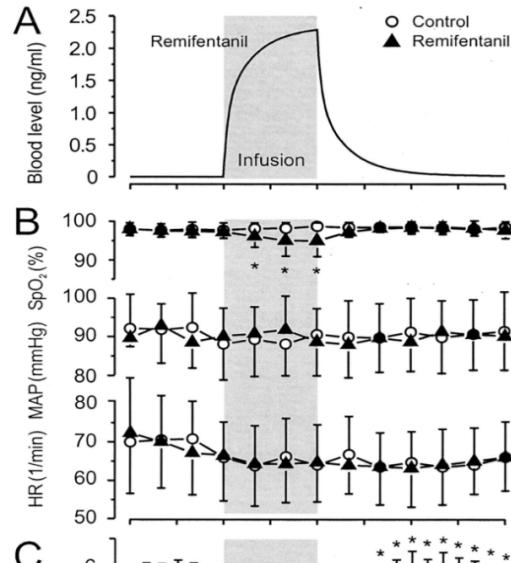 A
2.5
2.0
1.5
1.0
0.5
0
Blood level (ng/ml)
Remifentanil
Control
Remifentanil
Infusion
B
100
90
SpO₂ (%)
* * *
100
90
80
MAP (mmHg)
70
60
50
HR (1/min)
C
6
* * * * * * * * *